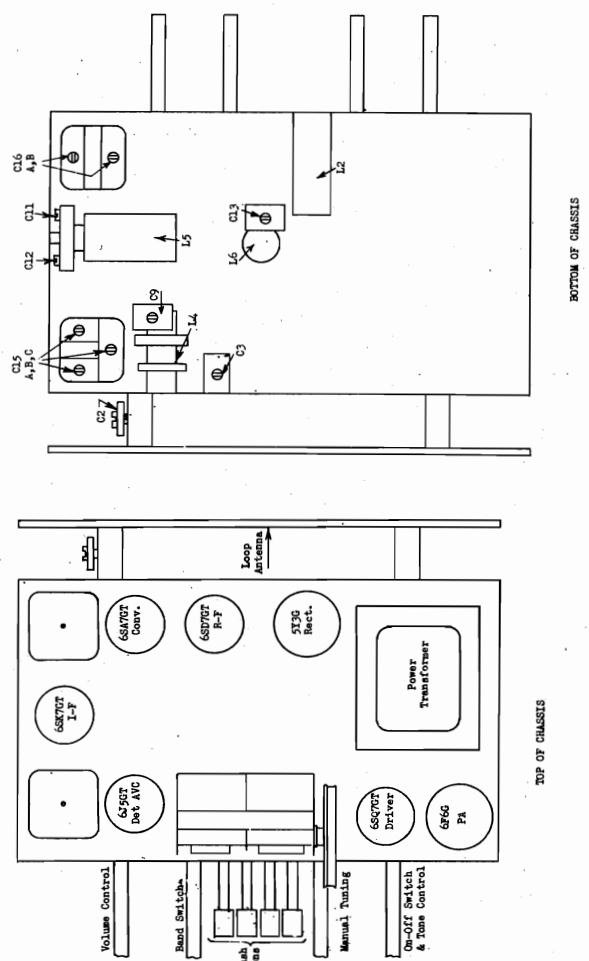 C16
A,B
C11
C12
L5
C15
A,B,C
C9
L4
C2
C3
C13
L6
L2
BOTTOM OF CHASSIS
Loop
Antenna
6SA7GT
Conv.
6SD7GT
R-F
5Y3G
Rect.
6SK7GT
I-F
Power
Transformer
6J5GT
Det AVC
6SQ7GT
Driver
6F6G
PA
Volume Control
Band Switch
Manual Tuning
On-Off Switch
& Tone Control
TOP OF CHASSIS